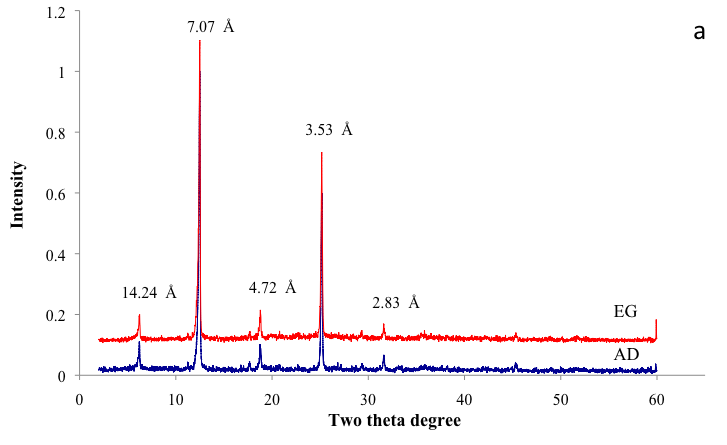 a
1.2
1
0.8
0.6
0.4
0.2
0
Intensity
7.07 Å
3.53 Å
14.24 Å
4.72 Å
2.83 Å
EG
AD
0 10 20 30 40 50 60
Two theta degree